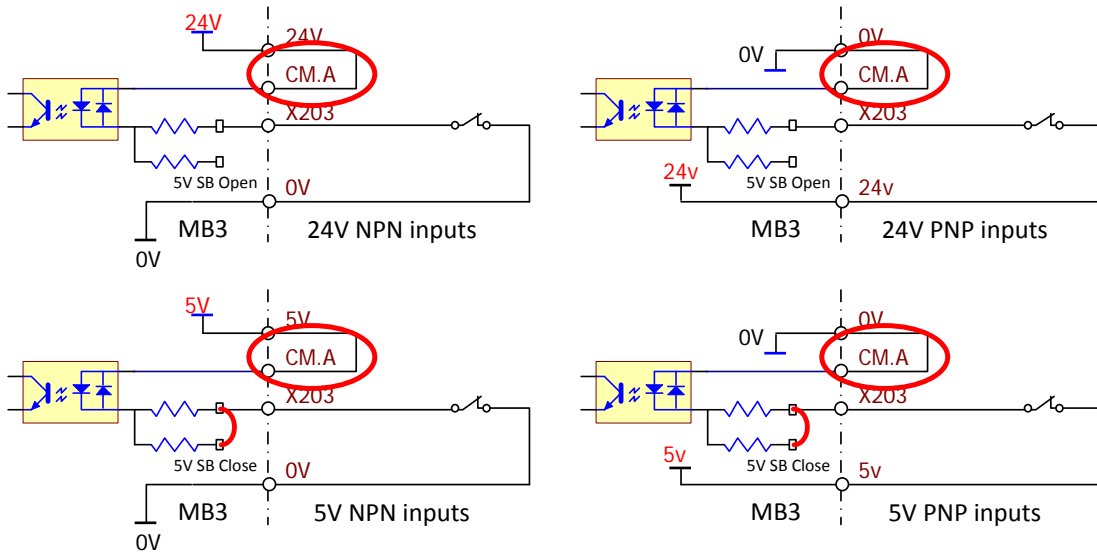 24V
24V
CM.A
X203
5V SB Open
0V
MB3
24V NPN inputs
0V
0V
0V
CM.A
X203
5V SB Open
24v
24v
MB3
24V PNP inputs
5V
5V
CM.A
X203
5V SB Close
0V
MB3
5V NPN inputs
0V
0V
0V
CM.A
X203
5V SB Close
5v
5v
MB3
5V PNP inputs